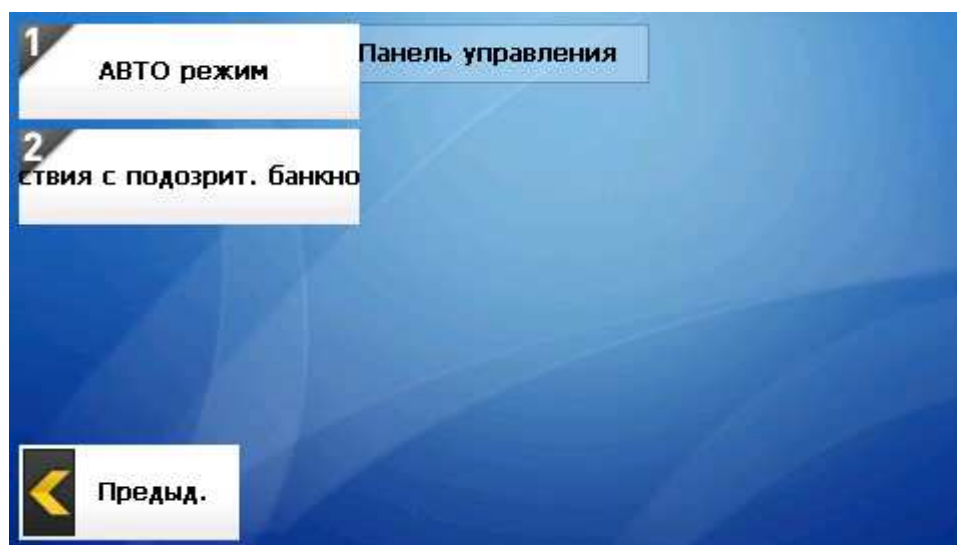 1
АВТО режим
Панель управления
2
ствия с подозрит. банкно
Предыд.